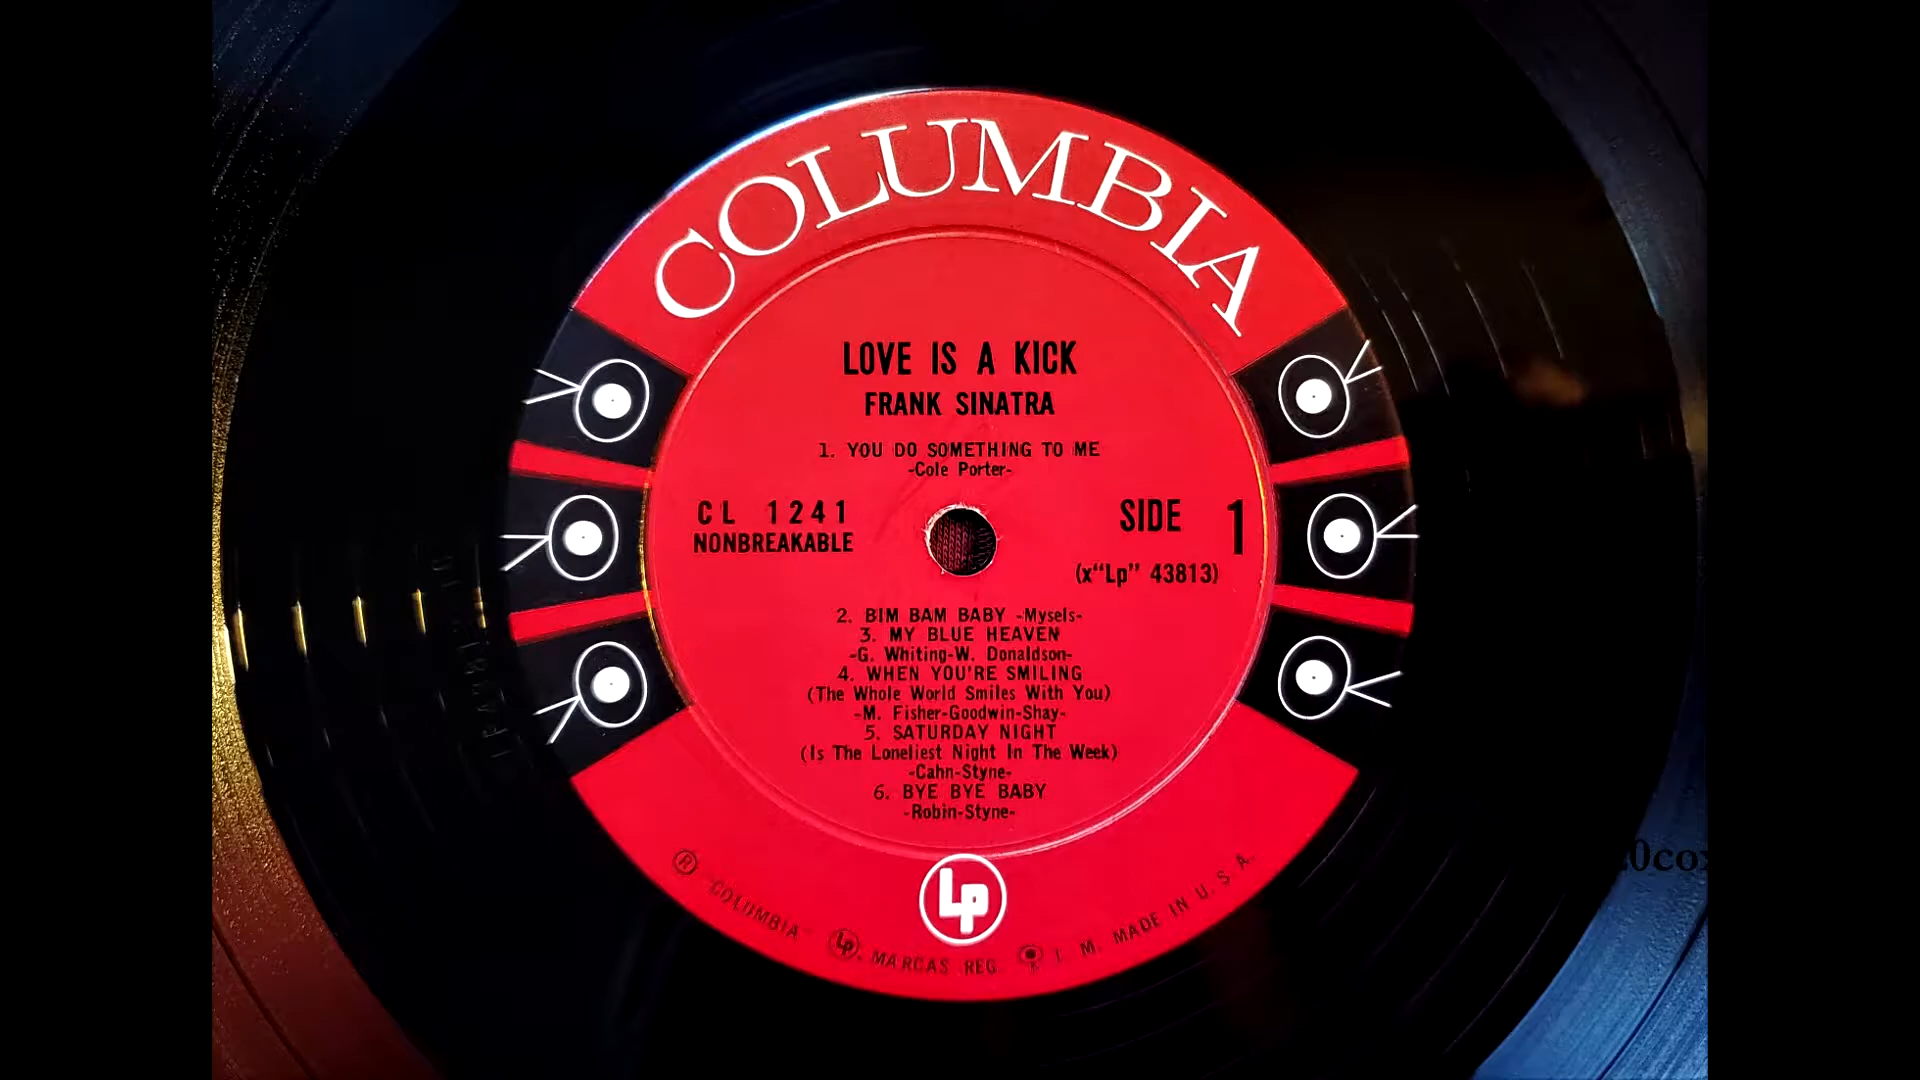 COLUMBIA
LOVE IS A KICK
FRANK SINATRA
1. YOU DO SOMETHING TO ME
-Cole Porter-
CL 1241
NONBREAKABLE
SIDE 1
(x"Lp" 43813)
2. BIM BAM BABY -Mysels-
3. MY BLUE HEAVEN
-G. Whiting-W. Donaldson-
4. WHEN YOU'RE SMILING
(The Whole World Smiles With You)
-M. Fisher-Goodwin-Shay-
5. SATURDAY NIGHT
(Is The Loneliest Night In The Week)
-Cahn-Styne-
6. BYE BYE BABY
-Robin-Styne-
Lp
® "COLUMBIA" Lp, MARCAS REG. T. M. MADE IN U. S. A.